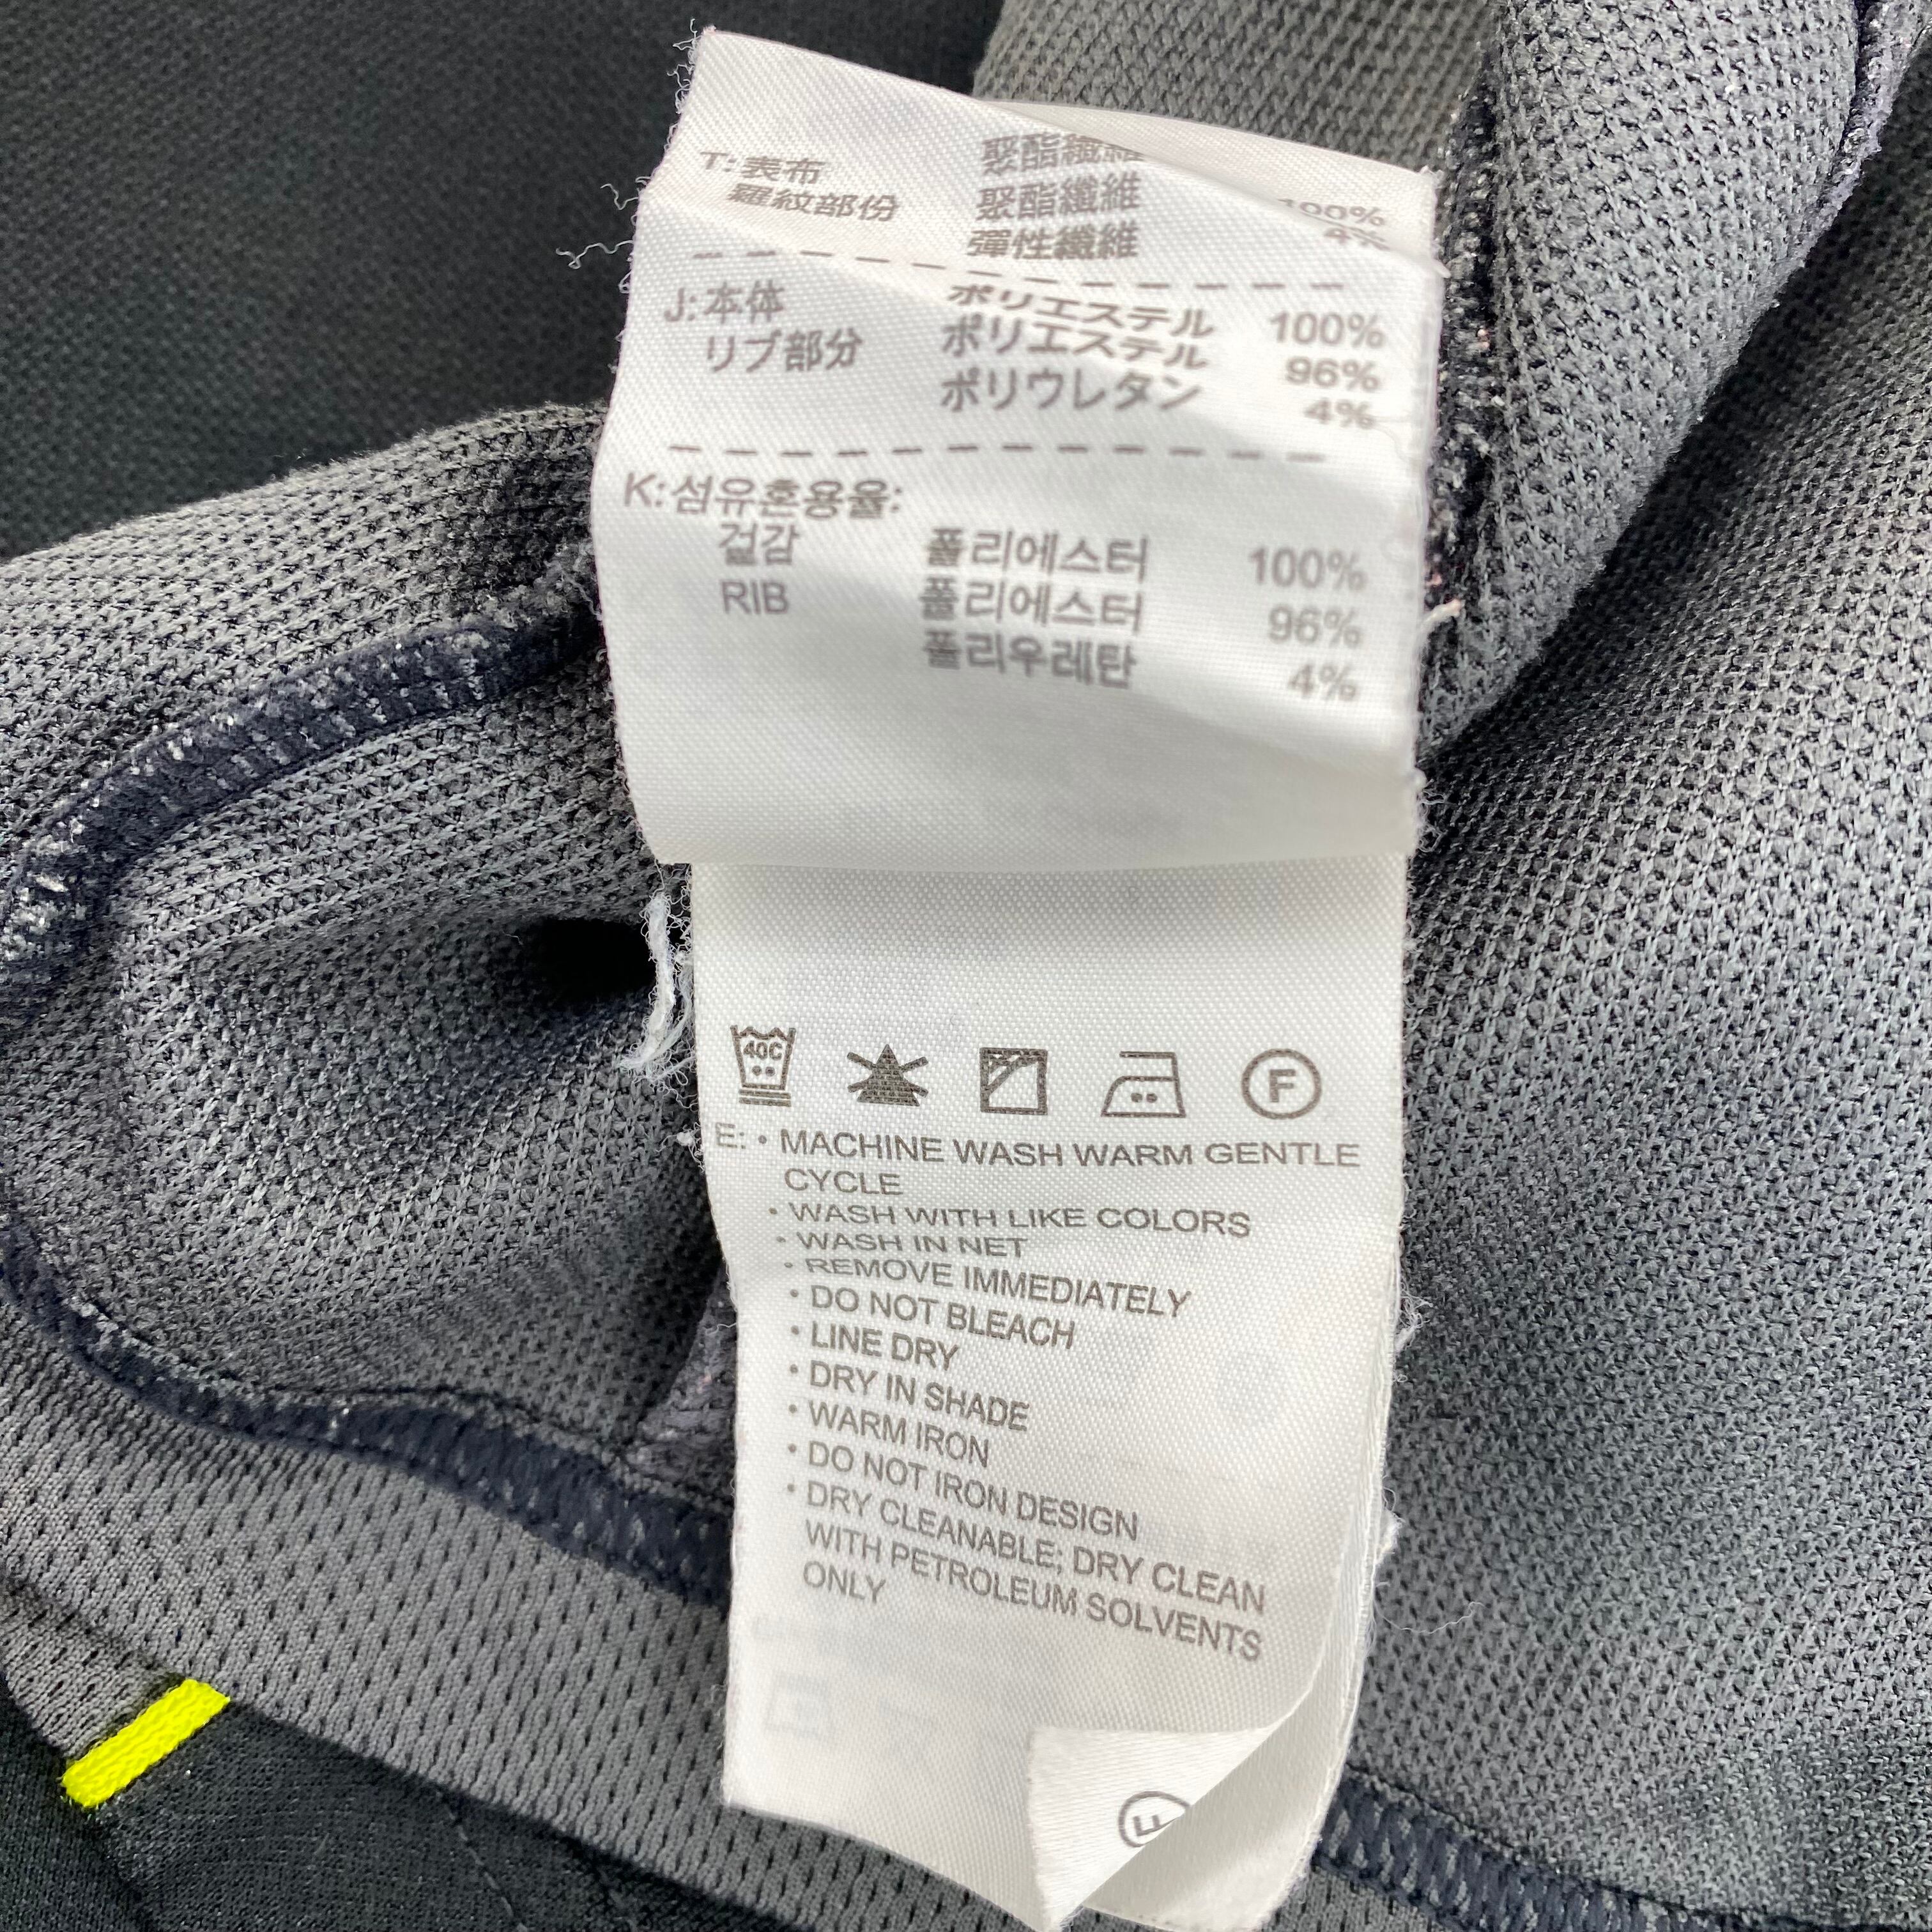 聚酯纖維
T:表布 聚酯纖維 100%
羅紋部份 彈性纖維 4%
J:本体 ポリエステル 100%
リブ部分 ポリエステル 96%
ポリウレタン 4%
K:섬유혼용율:
겉감 폴리에스터 100%
RIB 폴리에스터 96%
폴리우레탄 4%
40C F
E: • MACHINE WASH WARM GENTLE
CYCLE
• WASH WITH LIKE COLORS
• WASH IN NET
• REMOVE IMMEDIATELY
• DO NOT BLEACH
• LINE DRY
• DRY IN SHADE
• WARM IRON
• DO NOT IRON DESIGN
• DRY CLEANABLE; DRY CLEAN
WITH PETROLEUM SOLVENTS
ONLY
F